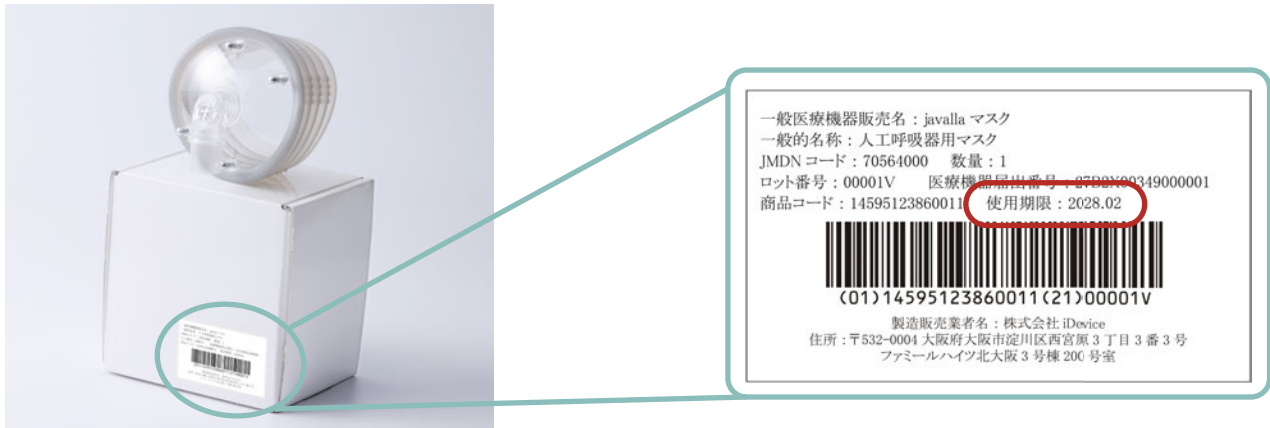 一般医療機器販売名：javalla マスク
一般的名称：人工呼吸器用マスク
JMDN コード：70564000 数量：1
ロット番号：00001V 医療機器届出番号：27B2X00349000001
商品コード：14595123860011 使用期限：2028.02
(01)14595123860011(21)00001V
製造販売業者名：株式会社 iDevice
住所：〒532-0004 大阪府大阪市淀川区西宮原 3 丁目 3 番 3 号
ファミールハイツ北大阪 3 号棟 200 号室